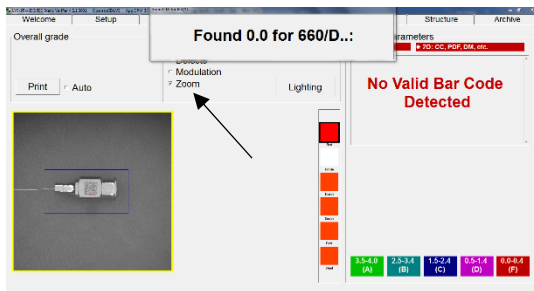 Welcome Setup Structure Archive
Overall grade
Found 0.0 for 660/D..:
2D: CC, PDF, DM, etc.
Modulation
Zoom
Print Auto Lighting
No Valid Bar Code
Detected
3.5-4.0 2.5-3.4 1.5-2.4 0.5-1.4 0.0-0.4
(A) (B) (C) (D) (F)